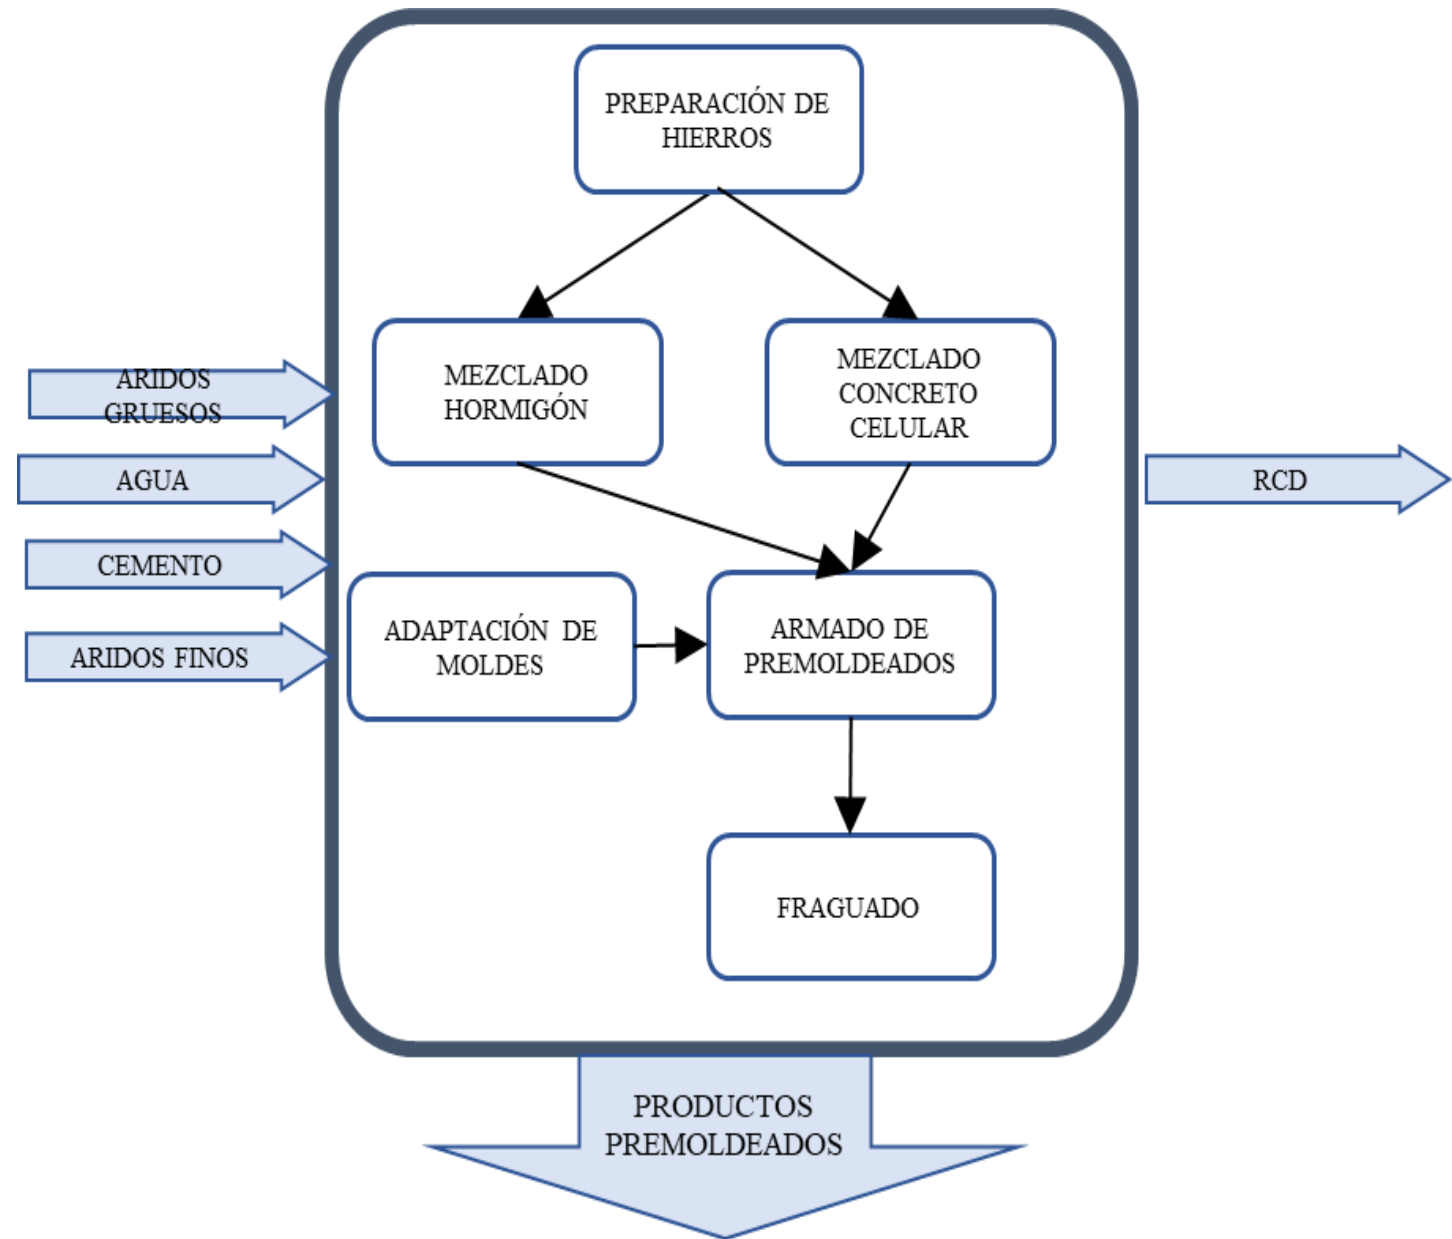 PREPARACIÓN DE
HIERROS
MEZCLADO
HORMIGÓN
MEZCLADO
CONCRETO
CELULAR
ARIDOS
GRUESOS
AGUA
CEMENTO
ARIDOS FINOS
RCD
ADAPTACIÓN DE
MOLDES
ARMADO DE
PREMOLDEADOS
FRAGUADO
PRODUCTOS
PREMOLDEADOS